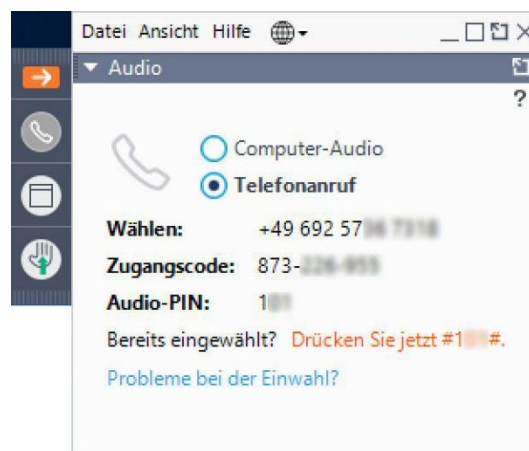 Datei Ansicht Hilfe
Audio
?
Computer-Audio
Telefonanruf
Wählen: +49 692 57
Zugangscode: 873-
Audio-PIN: 1
Bereits eingewählt? Drücken Sie jetzt #1 #.
Probleme bei der Einwahl?